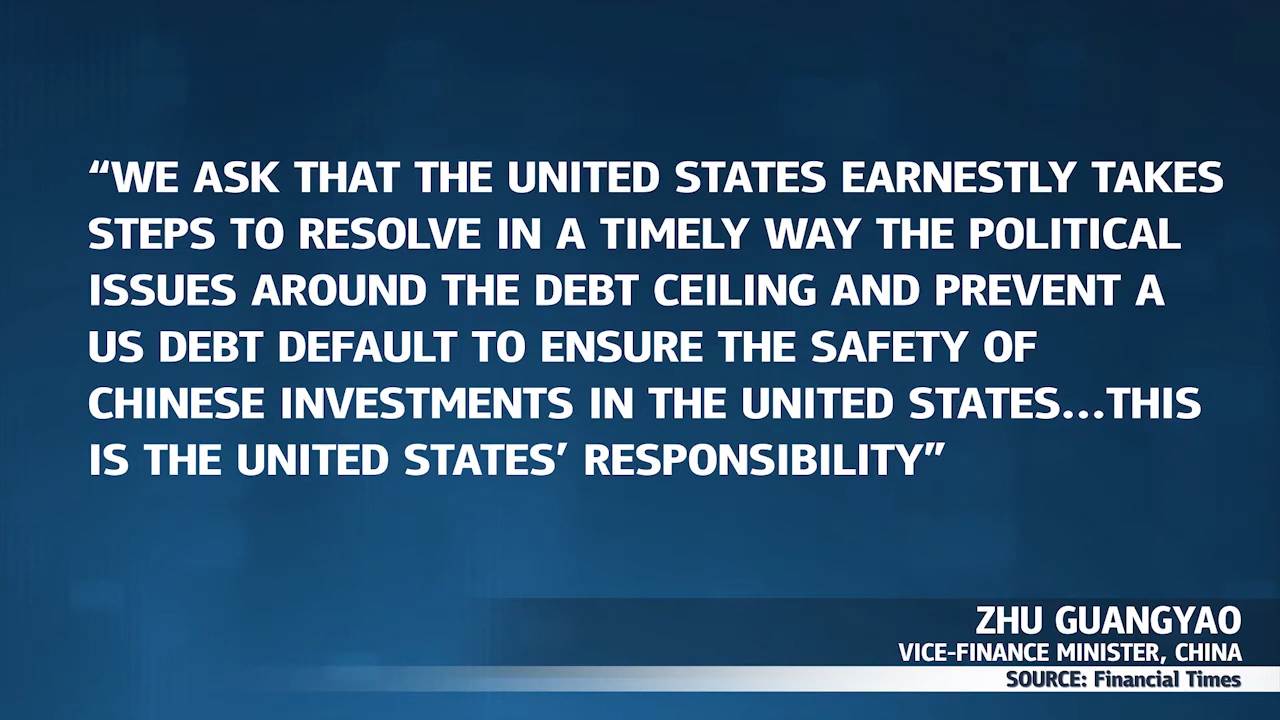 “WE ASK THAT THE UNITED STATES EARNESTLY TAKES
STEPS TO RESOLVE IN A TIMELY WAY THE POLITICAL
ISSUES AROUND THE DEBT CEILING AND PREVENT A
US DEBT DEFAULT TO ENSURE THE SAFETY OF
CHINESE INVESTMENTS IN THE UNITED STATES...THIS
IS THE UNITED STATES’ RESPONSIBILITY”
ZHU GUANGYAO
VICE-FINANCE MINISTER, CHINA
SOURCE: Financial Times